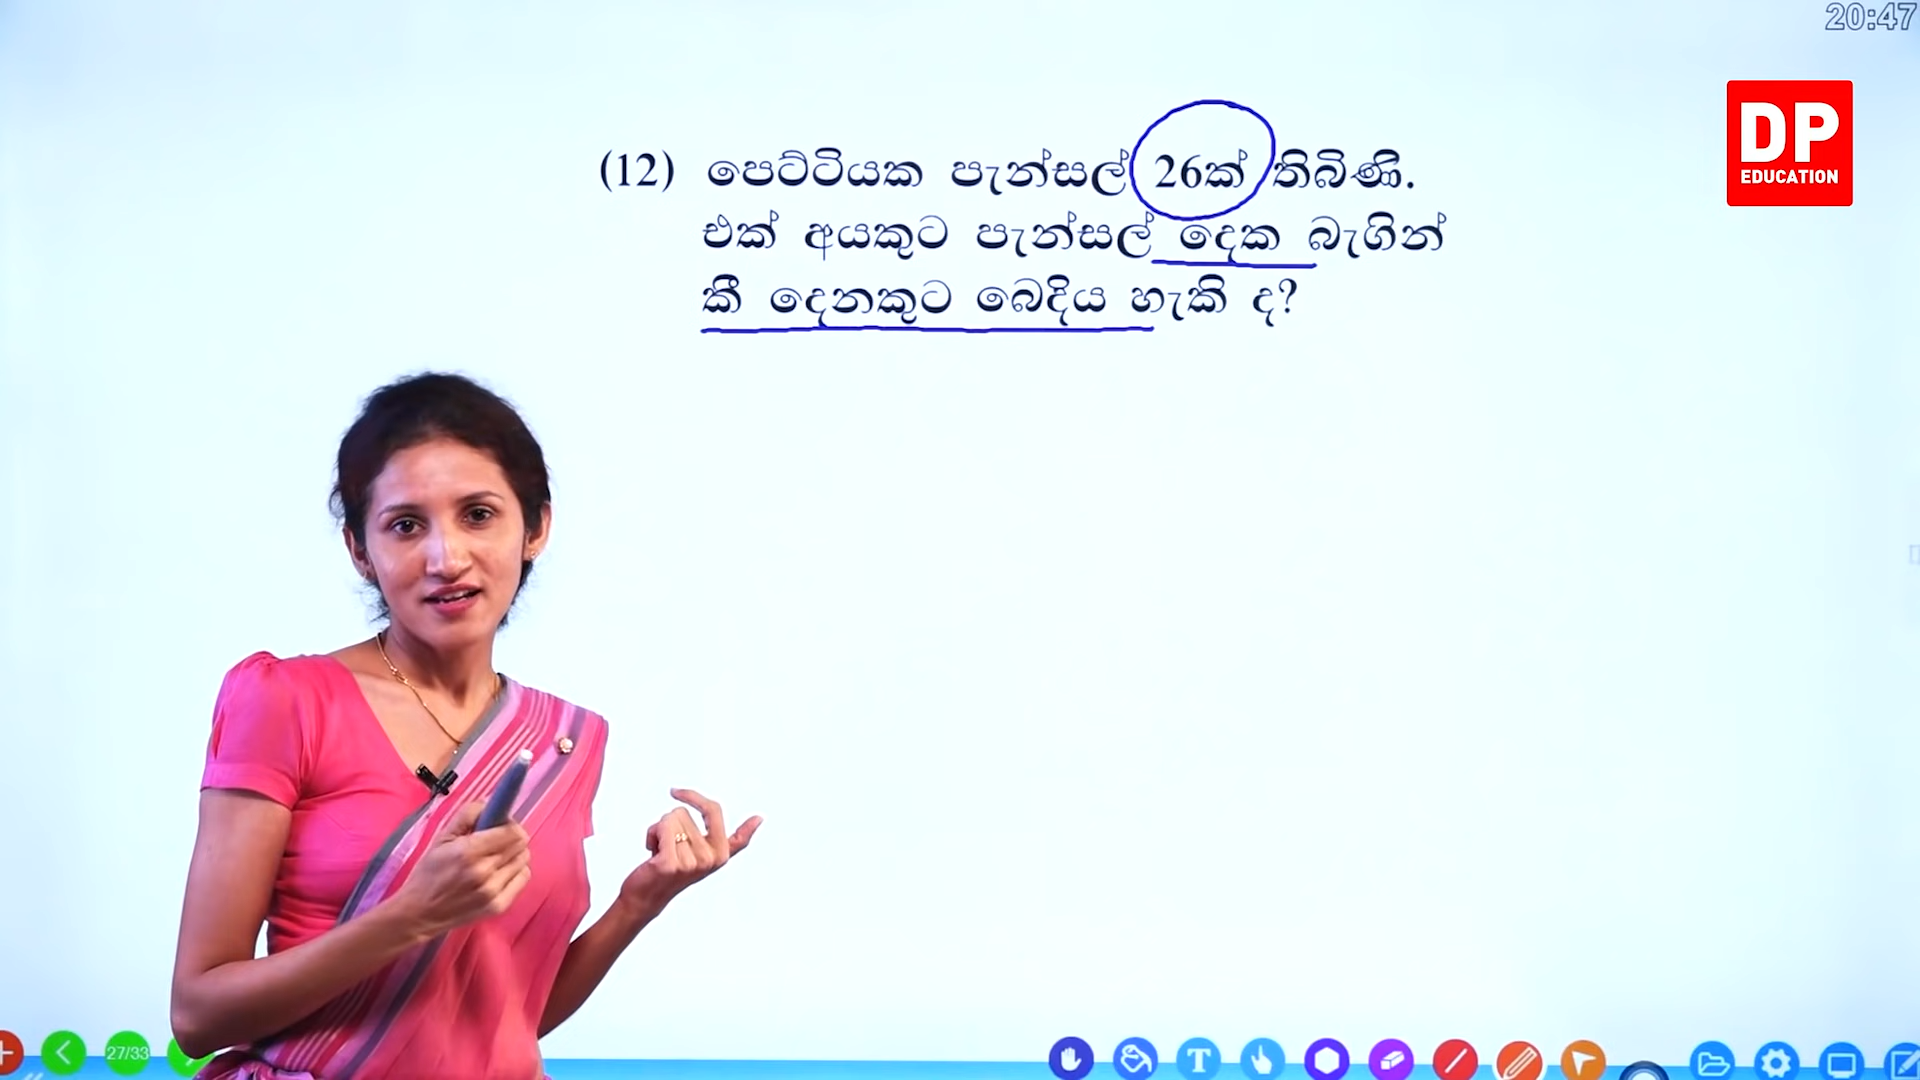 20:47
DP
EDUCATION
(12) පෙට්ටියක පැන්සල් 26ක් තිබිණි.
එක් අයකුට පැන්සල් දෙක බැගින්
කී දෙනකුට බෙදිය හැකි ද?
27/33
T